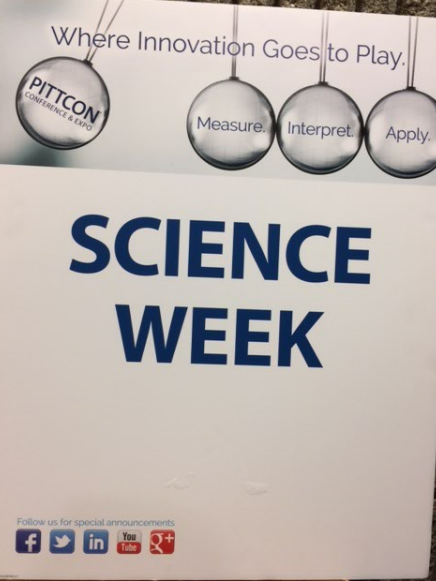 Where Innovation Goes to Play.
PITTCON
CONFERENCE & EXPO
Measure.
Interpret.
Apply.
SCIENCE
WEEK
Follow us for special announcements
f
in
You
Tube
g+